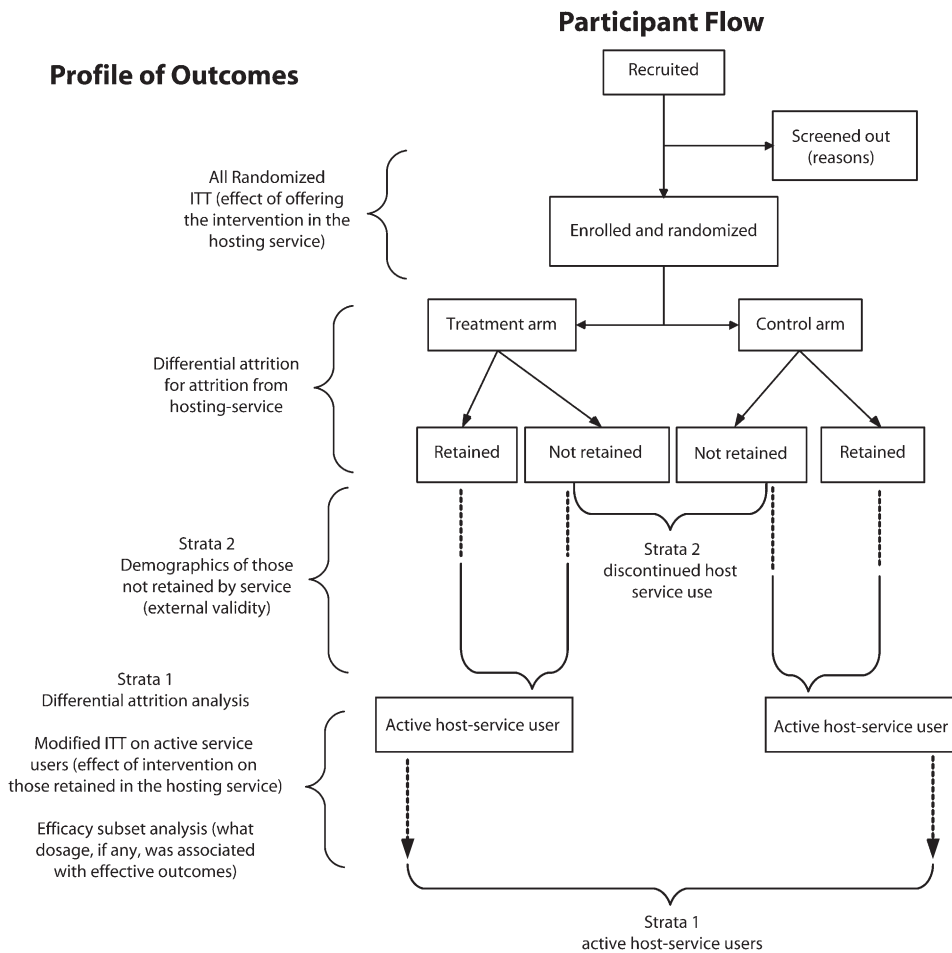 Participant Flow
Profile of Outcomes
Recruited
Screened out
(reasons)
All Randomized
ITT (effect of offering
the intervention in the
hosting service)
Enrolled and randomized
Treatment arm
Control arm
Differential attrition
for attrition from
hosting-service
Retained
Not retained
Not retained
Retained
Strata 2
Demographics of those
not retained by service
(external validity)
Strata 2
discontinued host
service use
Strata 1
Differential attrition analysis
Modified ITT on active service
users (effect of intervention on
those retained in the hosting service)
Efficacy subset analysis (what
dosage, if any, was associated
with effective outcomes)
Active host-service user
Active host-service user
Strata 1
active host-service users